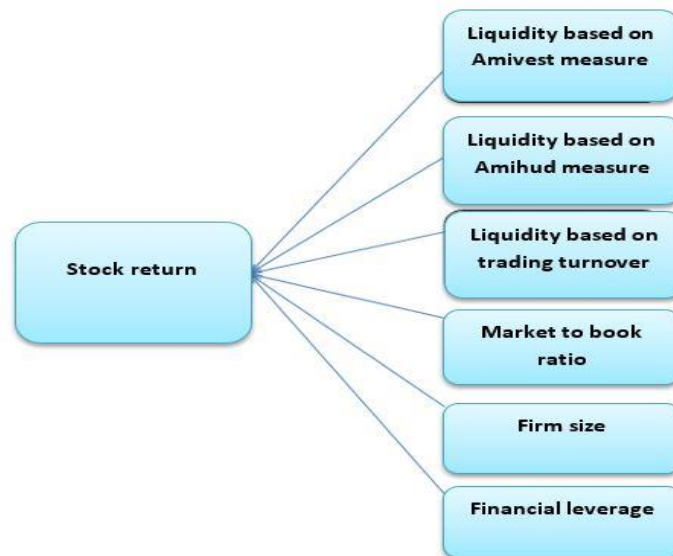 Liquidity based on
Amivest measure
Liquidity based on
Amihud measure
Liquidity based on
trading turnover
Stock return
Market to book
ratio
Firm size
Financial leverage